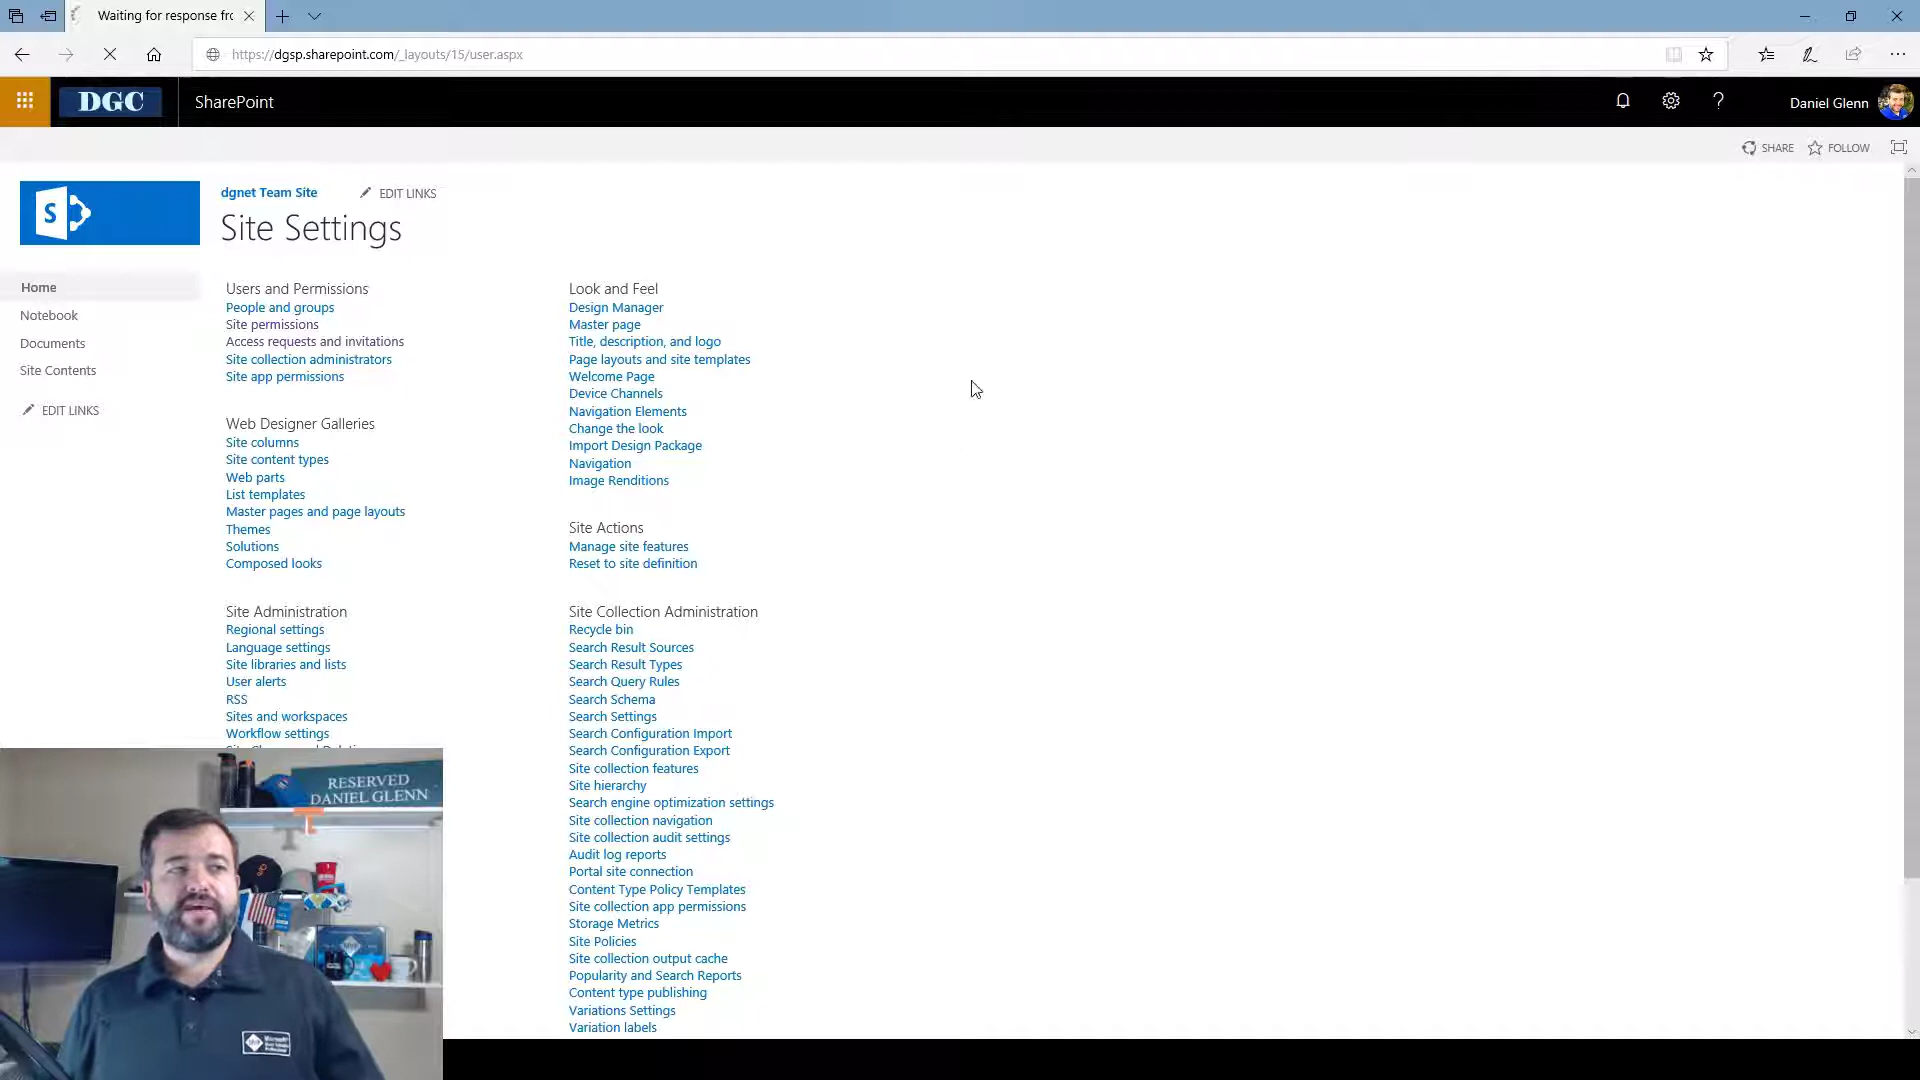 Waiting for response fro
https://dgsp.sharepoint.com/_layouts/15/user.aspx
DGC
SharePoint
?
Daniel Glenn
SHARE
FOLLOW
S
dgnet Team Site
EDIT LINKS
Site Settings
Home
Notebook
Documents
Site Contents
EDIT LINKS
Users and Permissions
People and groups
Site permissions
Access requests and invitations
Site collection administrators
Site app permissions
Web Designer Galleries
Site columns
Site content types
Web parts
List templates
Master pages and page layouts
Themes
Solutions
Composed looks
Site Administration
Regional settings
Language settings
Site libraries and lists
User alerts
RSS
Sites and workspaces
Workflow settings
Look and Feel
Design Manager
Master page
Title, description, and logo
Page layouts and site templates
Welcome Page
Device Channels
Navigation Elements
Change the look
Import Design Package
Navigation
Image Renditions
Site Actions
Manage site features
Reset to site definition
Site Collection Administration
Recycle bin
Search Result Sources
Search Result Types
Search Query Rules
Search Schema
Search Settings
Search Configuration Import
Search Configuration Export
Site collection features
Site hierarchy
Search engine optimization settings
Site collection navigation
Site collection audit settings
Audit log reports
Portal site connection
Content Type Policy Templates
Site collection app permissions
Storage Metrics
Site Policies
Site collection output cache
Popularity and Search Reports
Content type publishing
Variations Settings
Variation labels
RESERVED
DANIEL GLENN